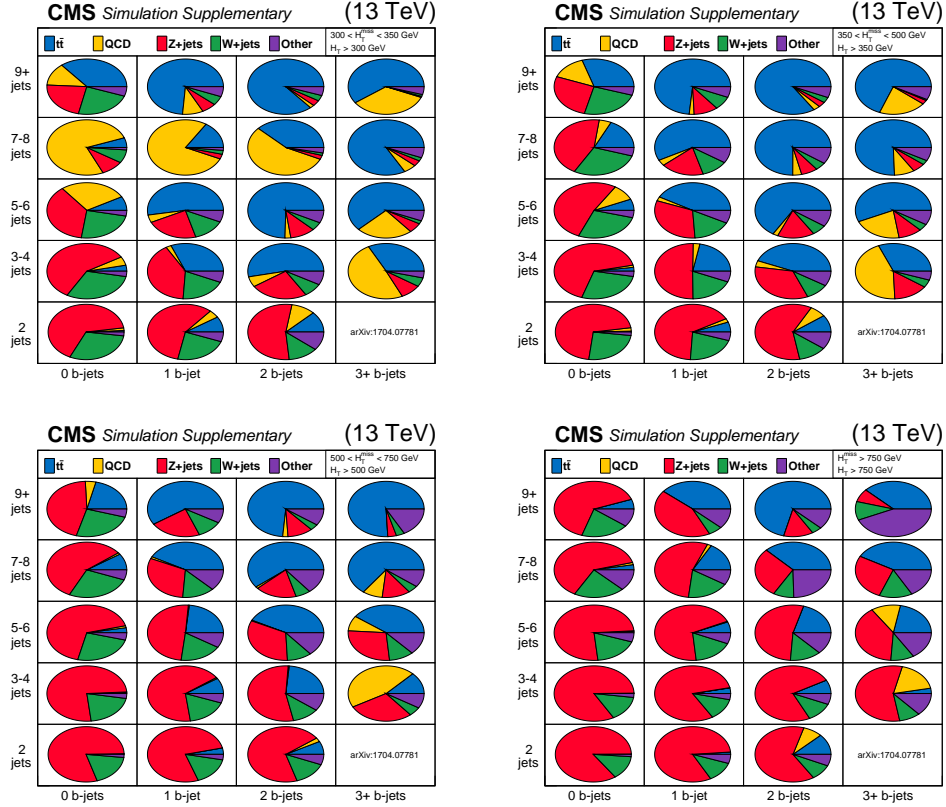 CMS Simulation Supplementary (13 TeV)
tt̄ QCD Z+jets W+jets Other
300 < H_T^miss < 350 GeV
H_T > 300 GeV
9+
jets
7-8
jets
5-6
jets
3-4
jets
2
jets
arXiv:1704.07781
0 b-jets 1 b-jet 2 b-jets 3+ b-jets
CMS Simulation Supplementary (13 TeV)
tt̄ QCD Z+jets W+jets Other
350 < H_T^miss < 500 GeV
H_T > 350 GeV
9+
jets
7-8
jets
5-6
jets
3-4
jets
2
jets
arXiv:1704.07781
0 b-jets 1 b-jet 2 b-jets 3+ b-jets
CMS Simulation Supplementary (13 TeV)
tt̄ QCD Z+jets W+jets Other
500 < H_T^miss < 750 GeV
H_T > 500 GeV
9+
jets
7-8
jets
5-6
jets
3-4
jets
2
jets
arXiv:1704.07781
0 b-jets 1 b-jet 2 b-jets 3+ b-jets
CMS Simulation Supplementary (13 TeV)
tt̄ QCD Z+jets W+jets Other
H_T^miss > 750 GeV
H_T > 750 GeV
9+
jets
7-8
jets
5-6
jets
3-4
jets
2
jets
arXiv:1704.07781
0 b-jets 1 b-jet 2 b-jets 3+ b-jets